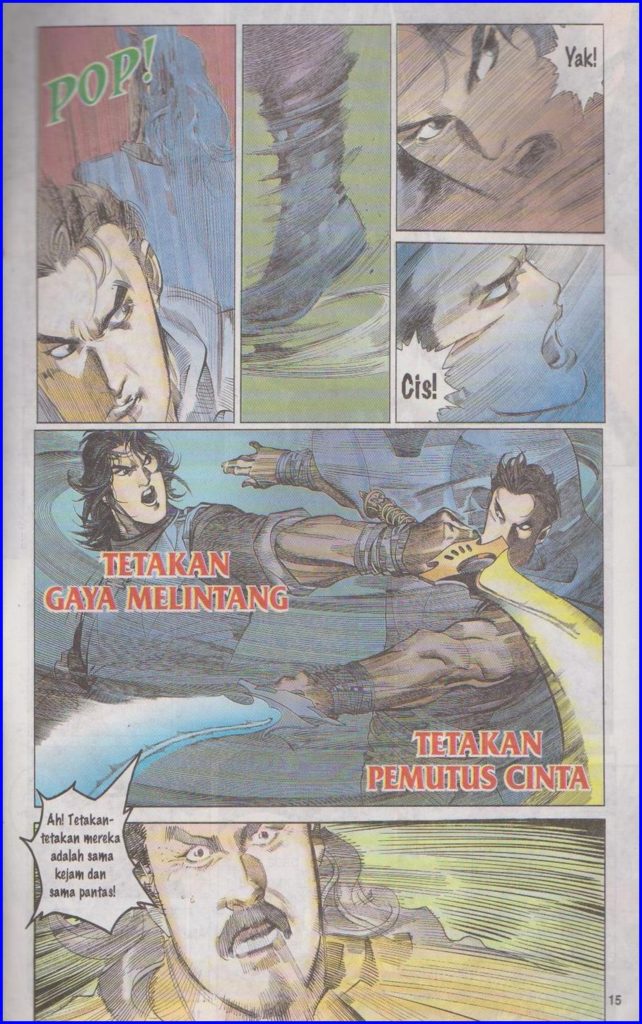 POP!
Yak!
Cis!
TETAKAN
GAYA MELINTANG
TETAKAN
PEMUTUS CINTA
Ah! Tetakan-
tetakan mereka
adalah sama
kejam dan
sama pantas!
15